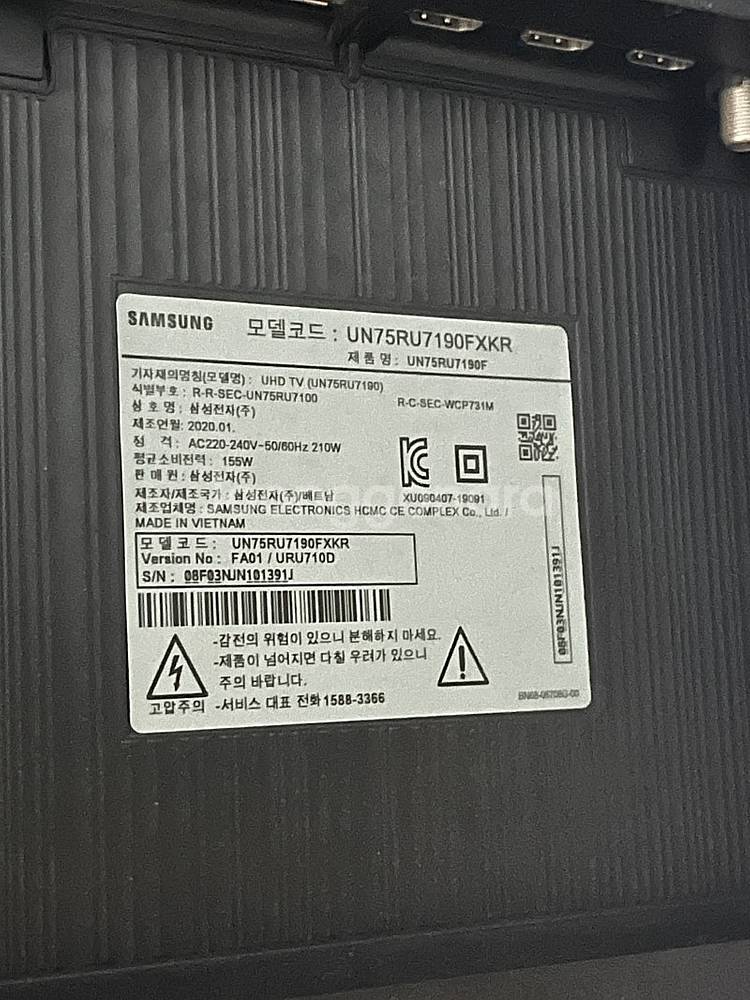 SAMSUNG 모델코드 : UN75RU7190FXKR
제 품 명 : UN75RU7190F
기자재의명칭(모델명) : UHD TV (UN75RU7190)
식별부호 : R-R-SEC-UN75RU7100 R-C-SEC-WCP731M
상 호 명 : 삼성전자(주)
제조연월: 2020.01.
정 격 : AC220-240V~50/60Hz 210W
평균소비전력 : 155W
판 매 원 : 삼성전자(주)
제조자/제조국가 : 삼성전자(주)/베트남
XU090407-19091
제조업체명 : SAMSUNG ELECTRONICS HCMC CE COMPLEX Co., Ltd. /
MADE IN VIETNAM
모 델 코 드 : UN75RU7190FXKR
Version No : FA01 / URU710D
S/N : 08F03NJN101391J
08F03NJN101391J
-감전의 위험이 있으니 분해하지 마세요.
-제품이 넘어지면 다칠 우려가 있으니
주의 바랍니다.
고압주의 -서비스 대표 전화 1588-3366